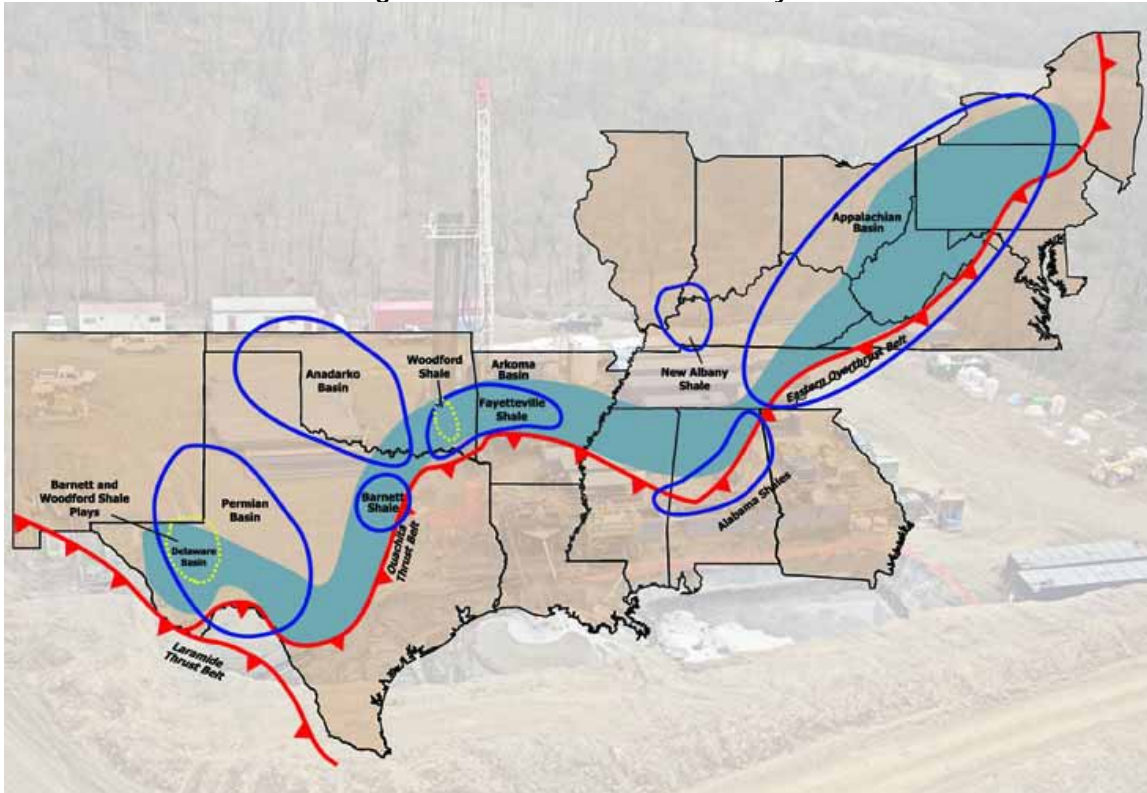 Appalachian
Basin
Eastern Overthrust Belt
New Albany
Shale
Woodford
Shale
Arkoma
Basin
Anadarko
Basin
Fayetteville
Shale
Barnett and
Woodford Shale
Plays
Permian
Basin
Barnett
Shale
Alabama Shales
Delaware
Basin
Ouachita
Thrust Belt
Laramide
Thrust Belt